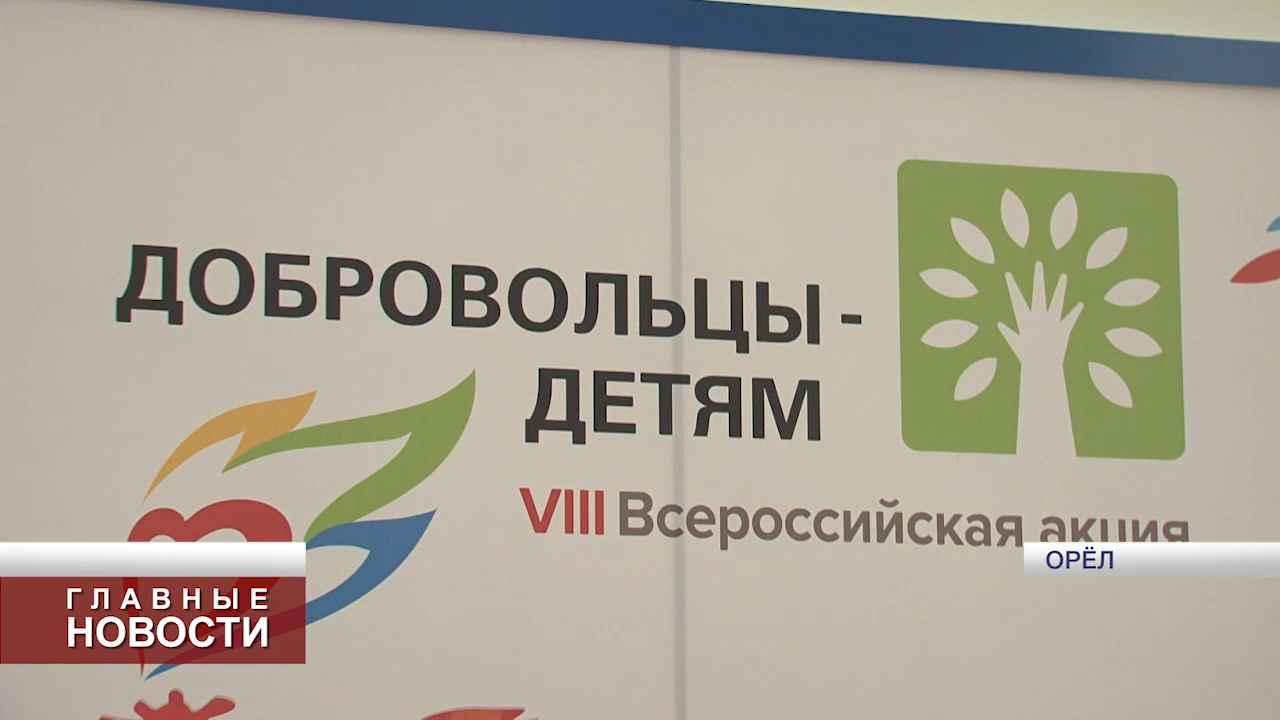 ДОБРОВОЛЬЦЫ -
ДЕТЯМ
VIII Всероссийская акция
ОРЁЛ
ГЛАВНЫЕ
НОВОСТИ